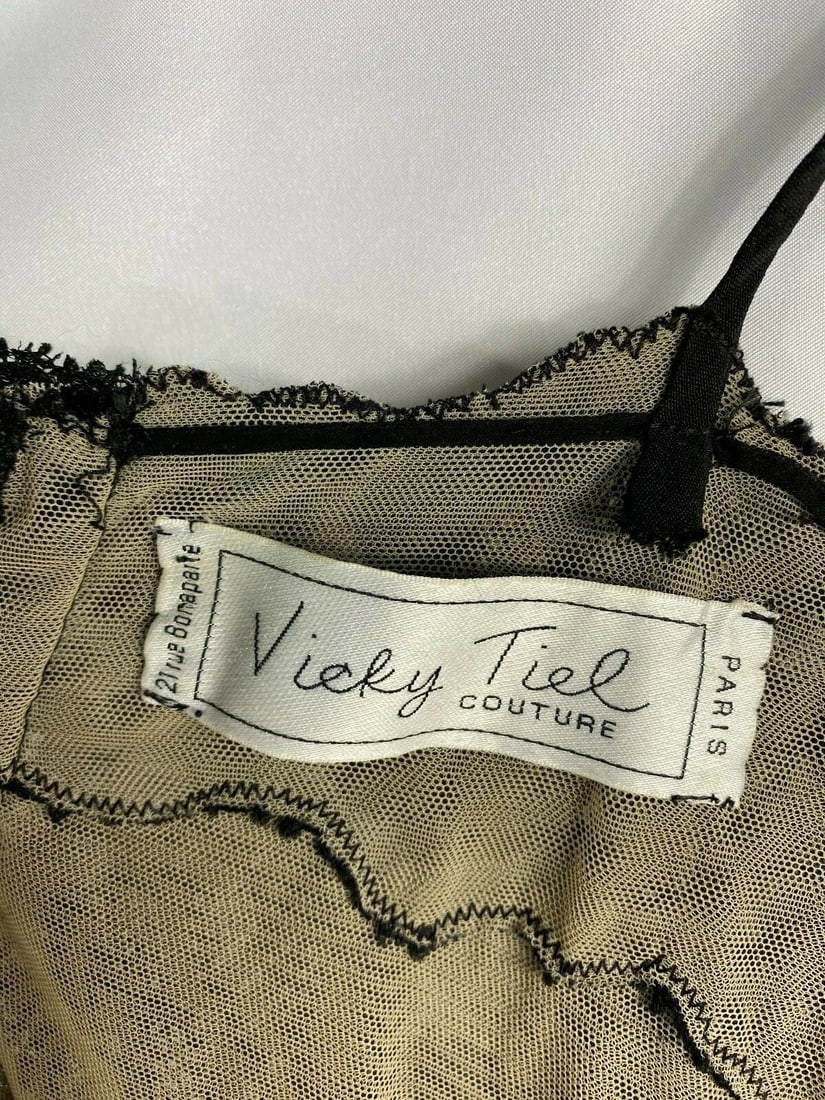 21 rue Bonaparte
Vicky Tiel
COUTURE
PARIS